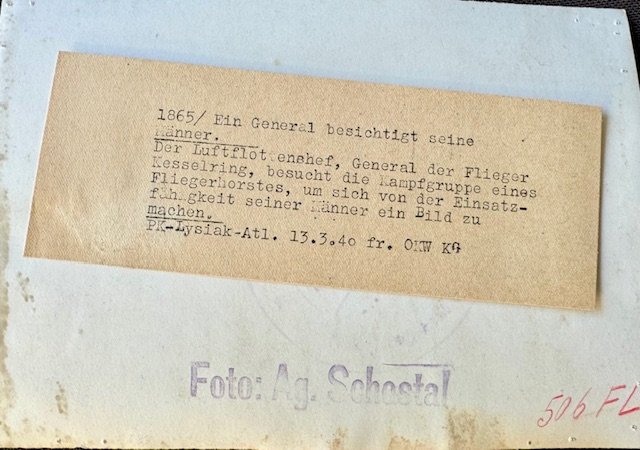 1865/ Ein General besichtigt seine
Männer.
Der Luftflottenshef, General der Flieger
Kesselring, besucht die Kampfgruppe eines
Fliegerhorstes, um sich von der Einsatz-
fähigkeit seiner Männer ein Bild zu
machen.
PK-Lysiak-Atl. 13.3.40 fr. OKW KG
Foto: Ag. Schostal
506 FL